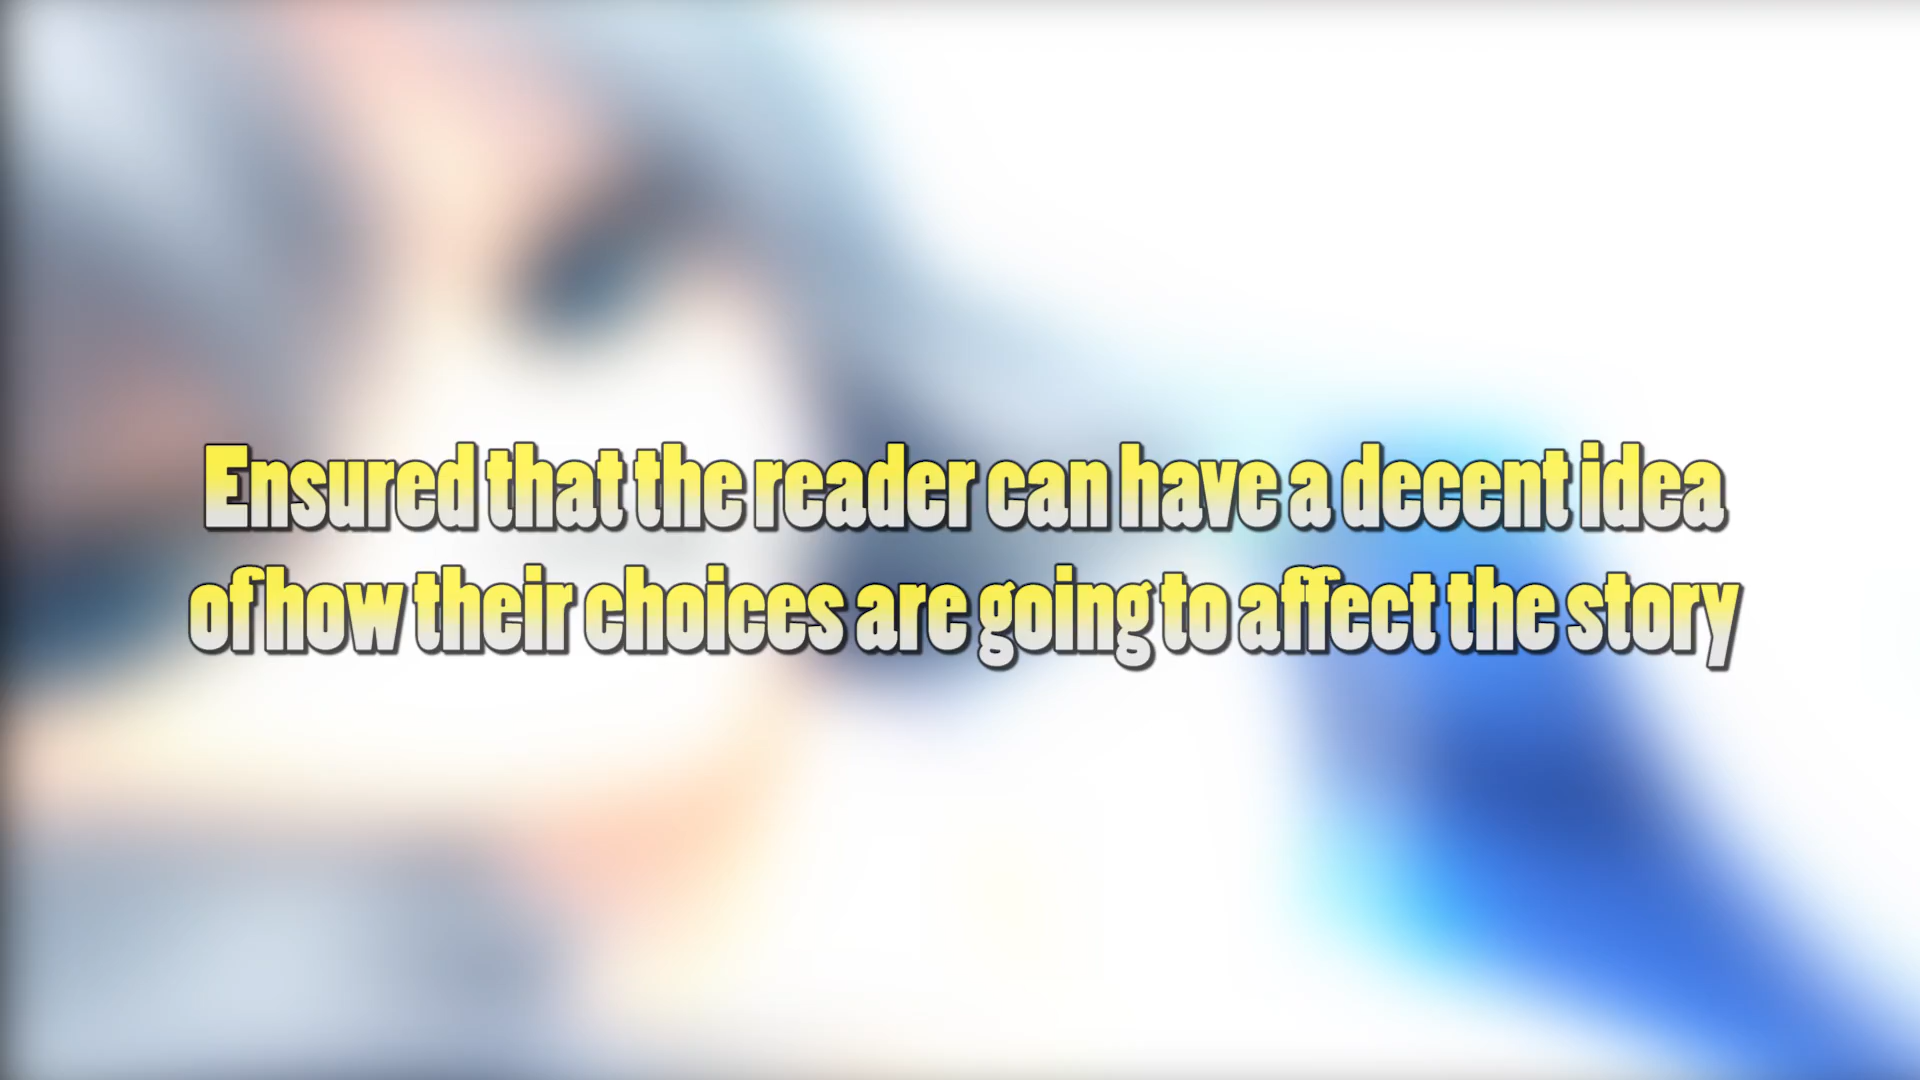 Ensured that the reader can have a decent idea
of how their choices are going to affect the story